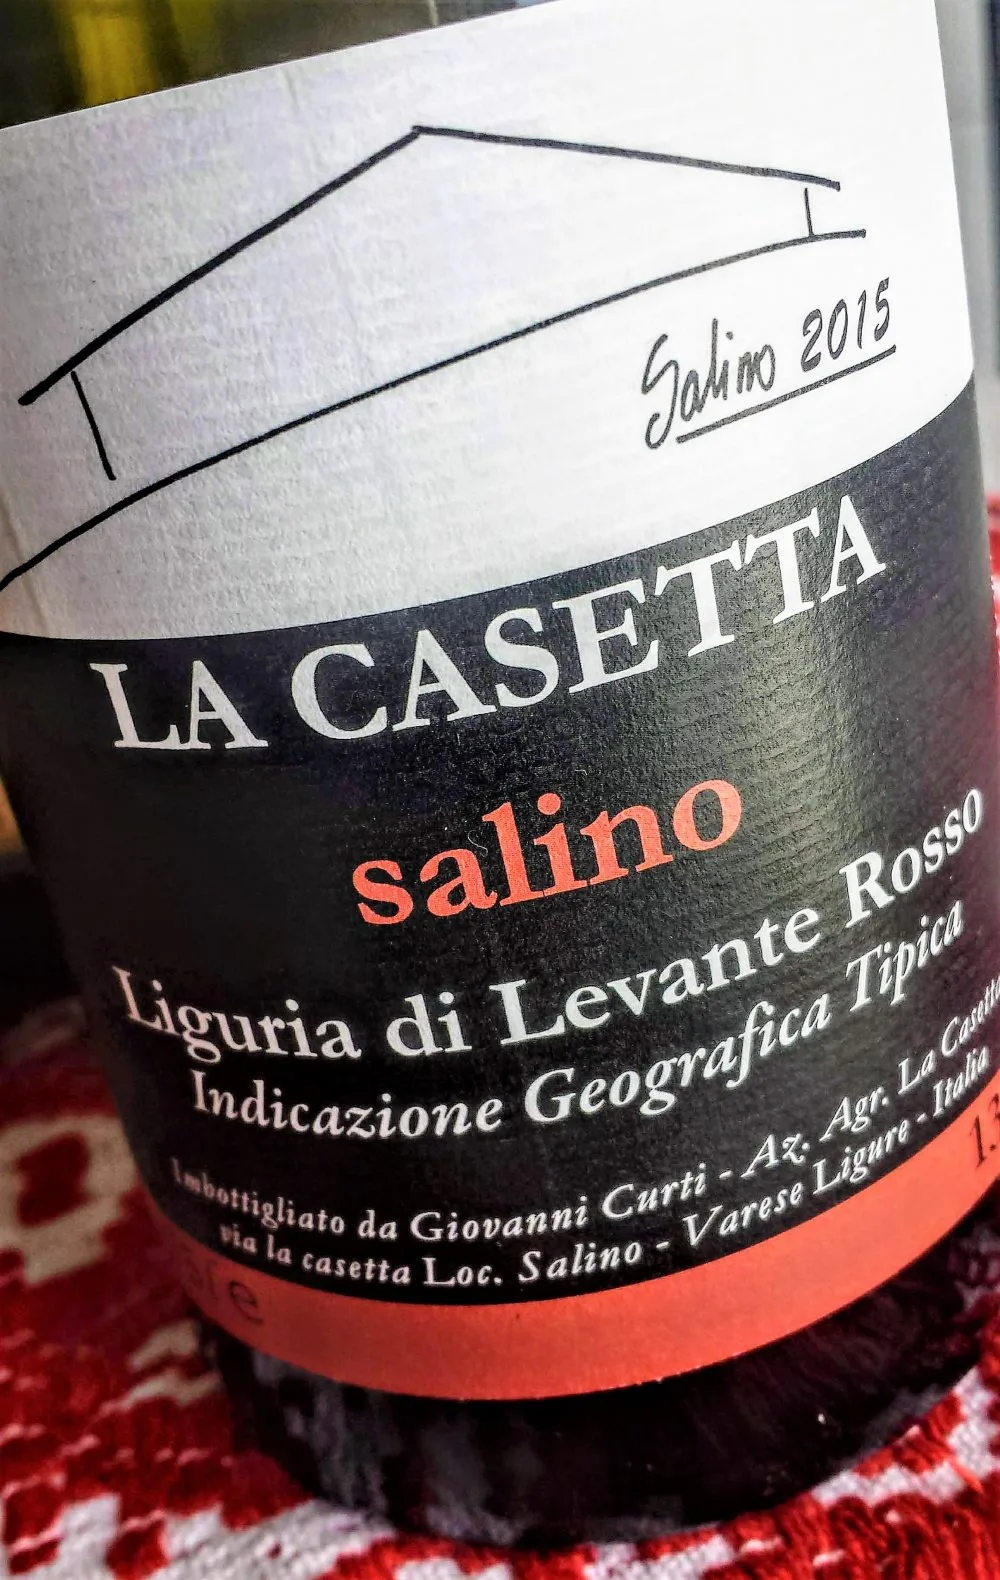 Salino 2015
LA CASETTA
salino
Liguria di Levante Rosso
Indicazione Geografica Tipica
Imbottigliato da Giovanni Curti - Az. Agr. La Casetta
via la casetta Loc. Salino - Varese Ligure - Italia